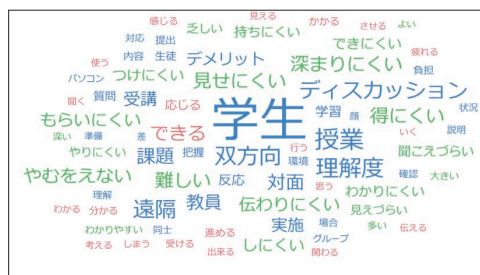 感じる 見える かかる させる よい
対応 提出 乏しい 持ちにくい できにくい 疲れる
内容 生徒 デメリット 深まりにくい 負担
使う パソコン つけにくい 見せにくい ディスカッション
聞く 質問 受講 応じる 学生 学習 顔 得にくい 状況
もらいにくい できる 授業 いく 説明
深い 準備 差 行う
やりにくい 課題 把握 双方向 環境 理解度 聞こえづらい
やむをえない 難しい 反応 対面 思う 確認 大きい
理解 遠隔 教員 伝わりにくい わかりにくい
わかる 分かる 実施 場合 見えづらい
わかりやすい 同士 進める しにくい グループ 多い 伝える
考える しまう 受ける 出来る 関わる